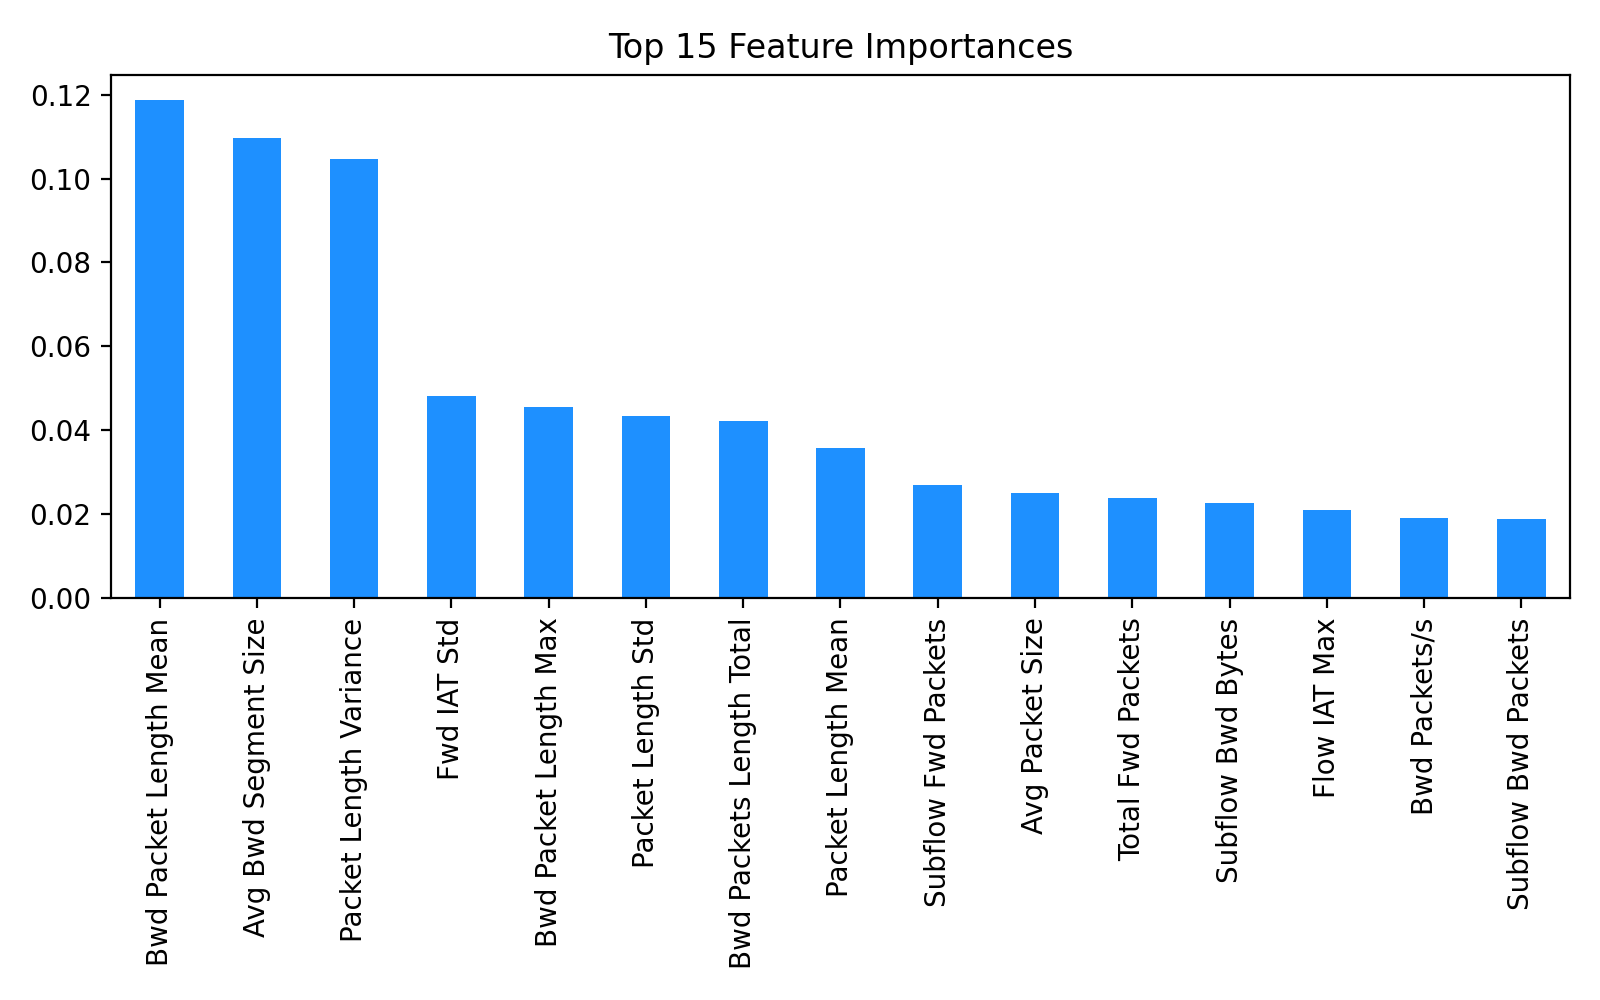 Top 15 Feature Importances
0.12
0.10
0.08
0.06
0.04
0.02
0.00
Bwd Packet Length Mean
Avg Bwd Segment Size
Packet Length Variance
Fwd IAT Std
Bwd Packet Length Max
Packet Length Std
Bwd Packets Length Total
Packet Length Mean
Subflow Fwd Packets
Avg Packet Size
Total Fwd Packets
Subflow Bwd Bytes
Flow IAT Max
Bwd Packets/s
Subflow Bwd Packets